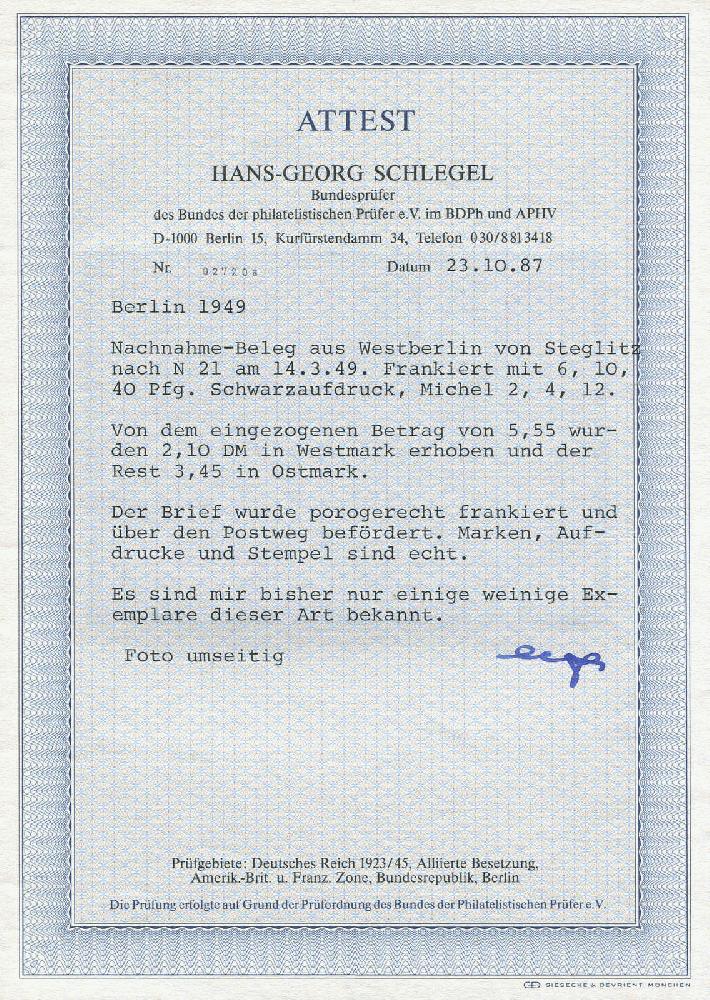 ATTEST
HANS-GEORG SCHLEGEL
Bundesprüfer
des Bundes der philatelistischen Prüfer e.V. im BDPh und APHV
D-1000 Berlin 15, Kurfürstendamm 34, Telefon 030/8813418
Nr. Datum 23.10.87
Berlin 1949
Nachnahme-Beleg aus Westberlin von Steglitz
nach N 21 am 14.3.49. Frankiert mit 6, 10,
40 Pfg. Schwarzaufdruck, Michel 2, 4, 12.
Von dem eingezogenen Betrag von 5,55 wur-
den 2,10 DM in Westmark erhoben und der
Rest 3,45 in Ostmark.
Der Brief wurde porogerecht frankiert und
über den Postweg befördert. Marken, Auf-
drucke und Stempel sind echt.
Es sind mir bisher nur einige weinige Ex-
emplare dieser Art bekannt.
Foto umseitig
Prüfgebiete: Deutsches Reich 1923/45, Alliierte Besetzung,
Amerik.-Brit. u. Franz. Zone, Bundesrepublik, Berlin
Die Prüfung erfolgte auf Grund der Prüfordnung des Bundes der Philatelistischen Prüfer e.V.
GIESECKE & DEVRIENT MÜNCHEN